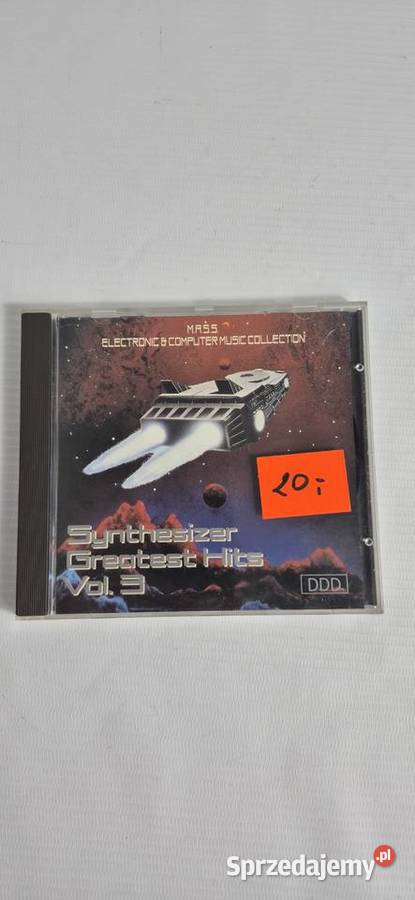 M.A.S.S.
ELECTRONIC & COMPUTER MUSIC COLLECTION
20,-
Synthesizer
Greatest Hits
Vol. 3
DDD
Sprzedajemy.pl